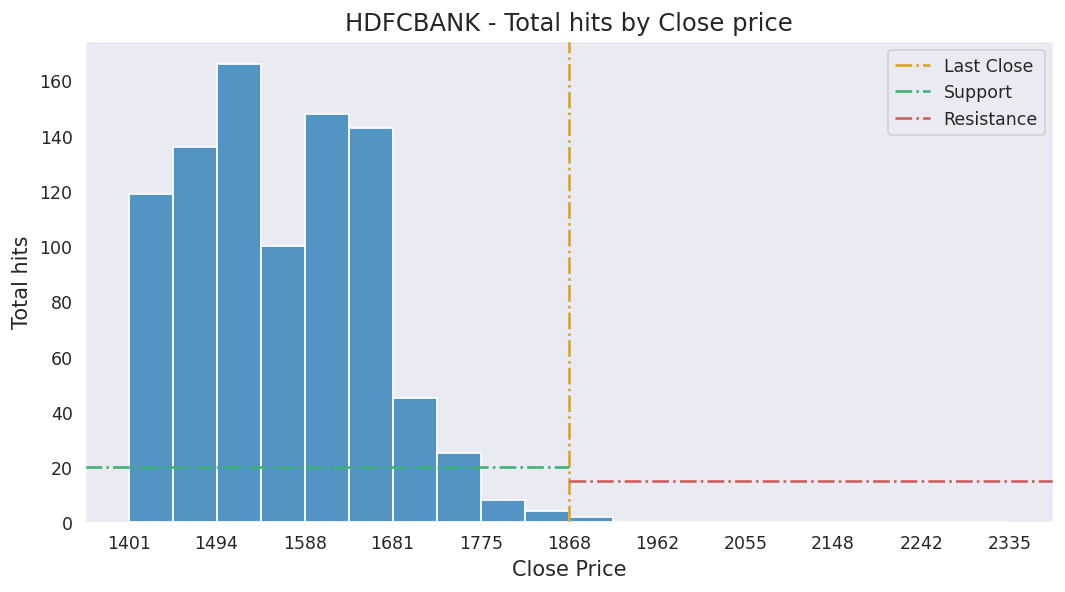 HDFCBANK - Total hits by Close price
Last Close
Support
Resistance
Total hits
160
140
120
100
80
60
40
20
0
1401 1494 1588 1681 1775 1868 1962 2055 2148 2242 2335
Close Price